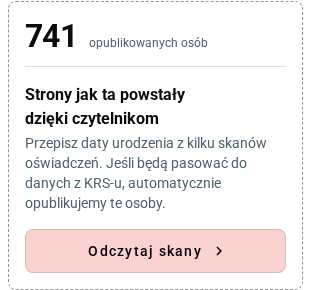 741 opublikowanych osób
Strony jak ta powstały
dzięki czytelnikom
Przepisz daty urodzenia z kilku skanów
oświadczeń. Jeśli będą pasować do
danych z KRS-u, automatycznie
opublikujemy te osoby.
Odczytaj skany